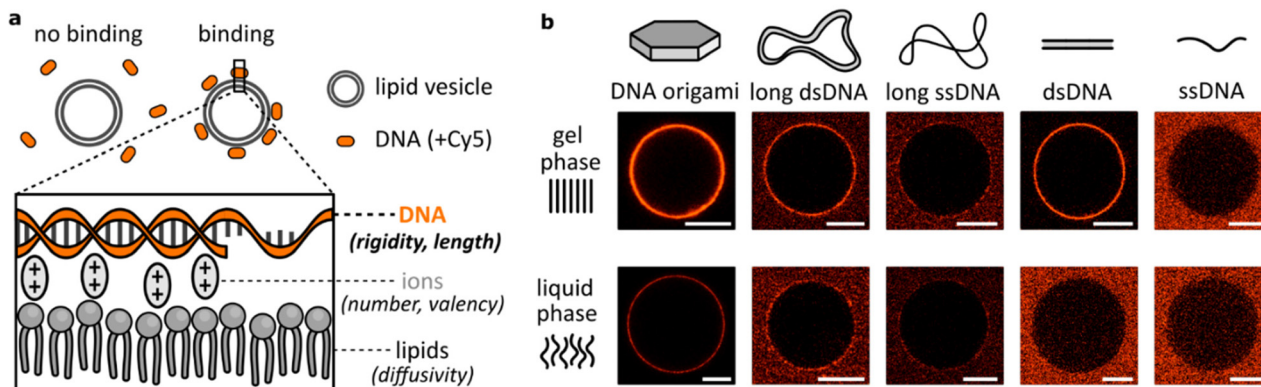 a
no binding
binding
lipid vesicle
DNA (+Cy5)
DNA
(rigidity, length)
++
++
++
++
ions
(number, valency)
lipids
(diffusivity)
b
DNA origami
long dsDNA
long ssDNA
dsDNA
ssDNA
gel
phase
liquid
phase